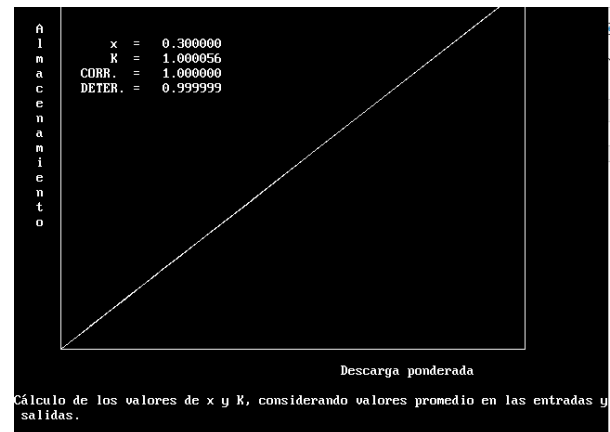 Almacenamiento
x = 0.300000
K = 1.000056
CORR. = 1.000000
DETER. = 0.999999
Descarga ponderada
Cálculo de los valores de x y K, considerando valores promedio en las entradas y
salidas.